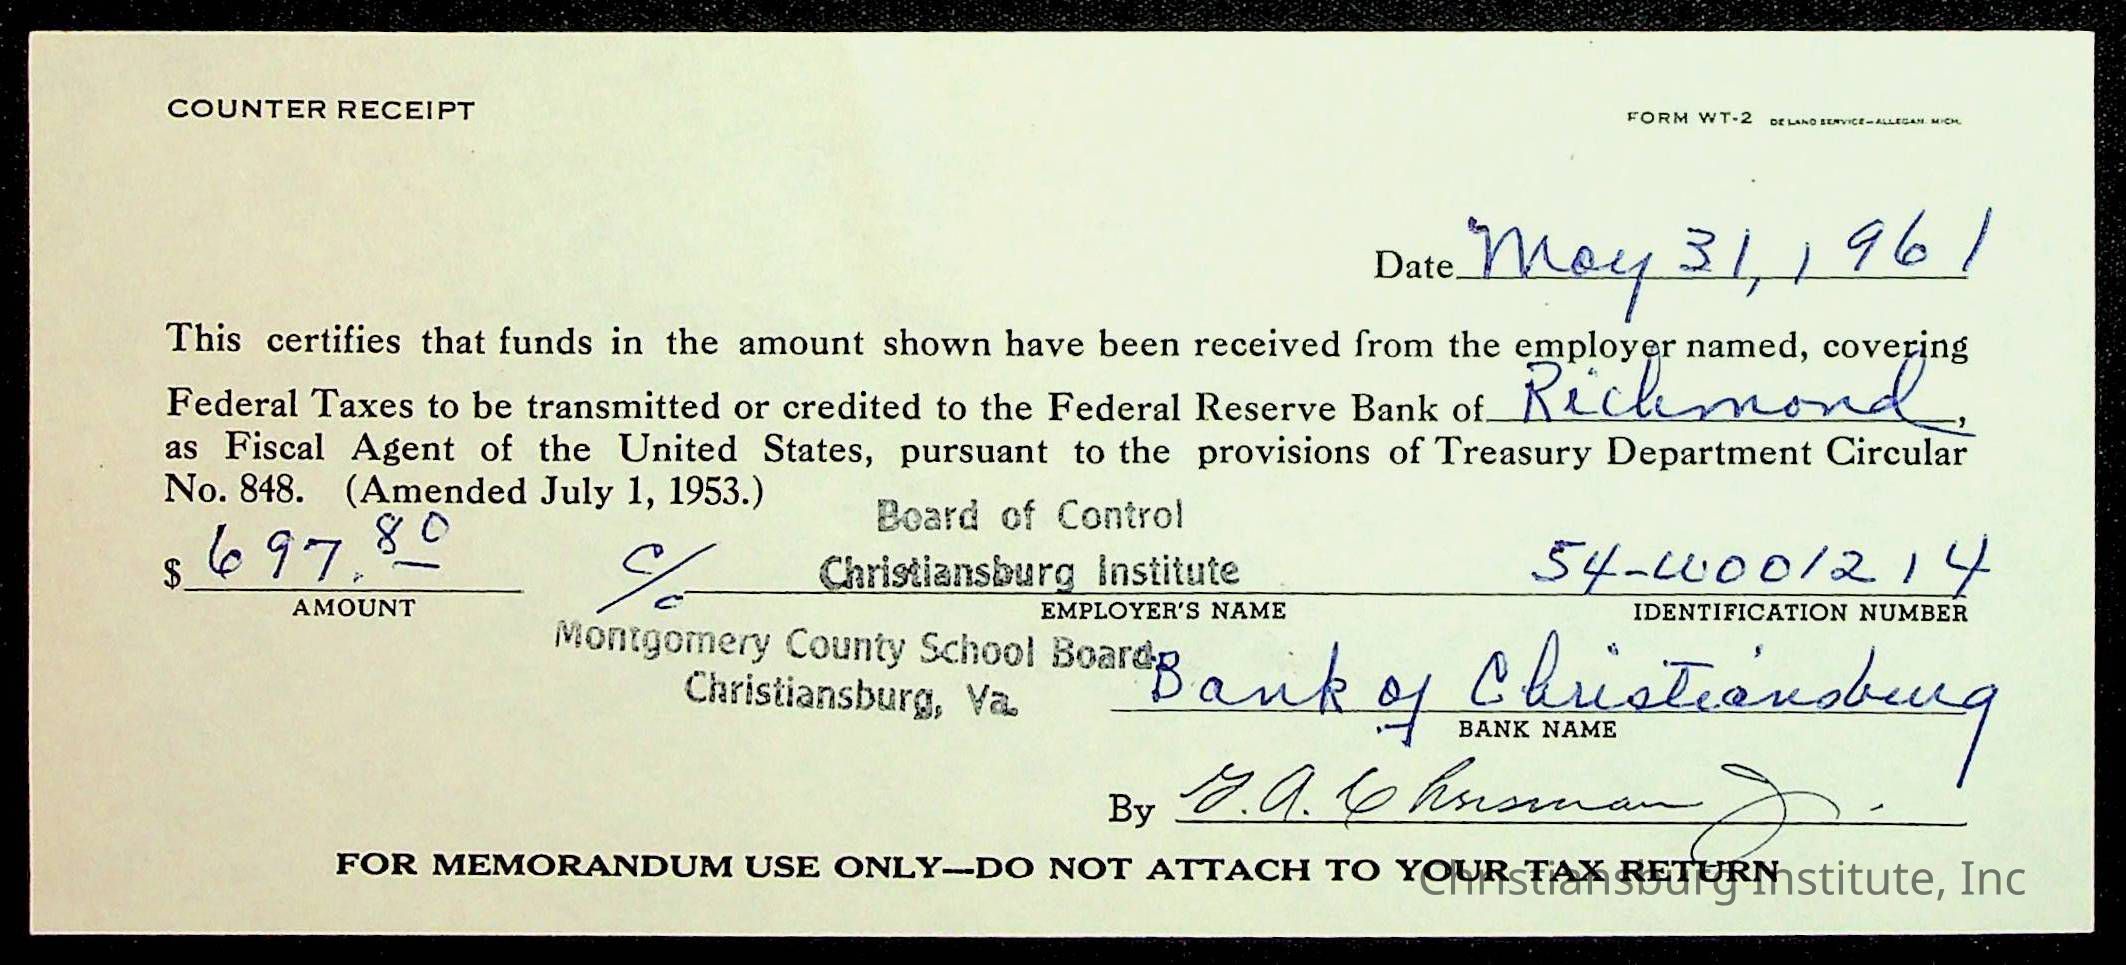 COUNTER RECEIPT
FORM WT-2 DE LAND SERVICE—ALLEGAN, MICH.
Date May 31, 1961
This certifies that funds in the amount shown have been received from the employer named, covering
Federal Taxes to be transmitted or credited to the Federal Reserve Bank of Richmond,
as Fiscal Agent of the United States, pursuant to the provisions of Treasury Department Circular
No. 848. (Amended July 1, 1953.)
Board of Control
$ 697.80 c/o Christiansburg Institute 54-W001214
AMOUNT EMPLOYER'S NAME IDENTIFICATION NUMBER
Montgomery County School Board
Christiansburg, Va.
Bank of Christiansburg
BANK NAME
By G. A. Chrisman Jr.
FOR MEMORANDUM USE ONLY—DO NOT ATTACH TO YOUR TAX RETURN
Christiansburg Institute, Inc